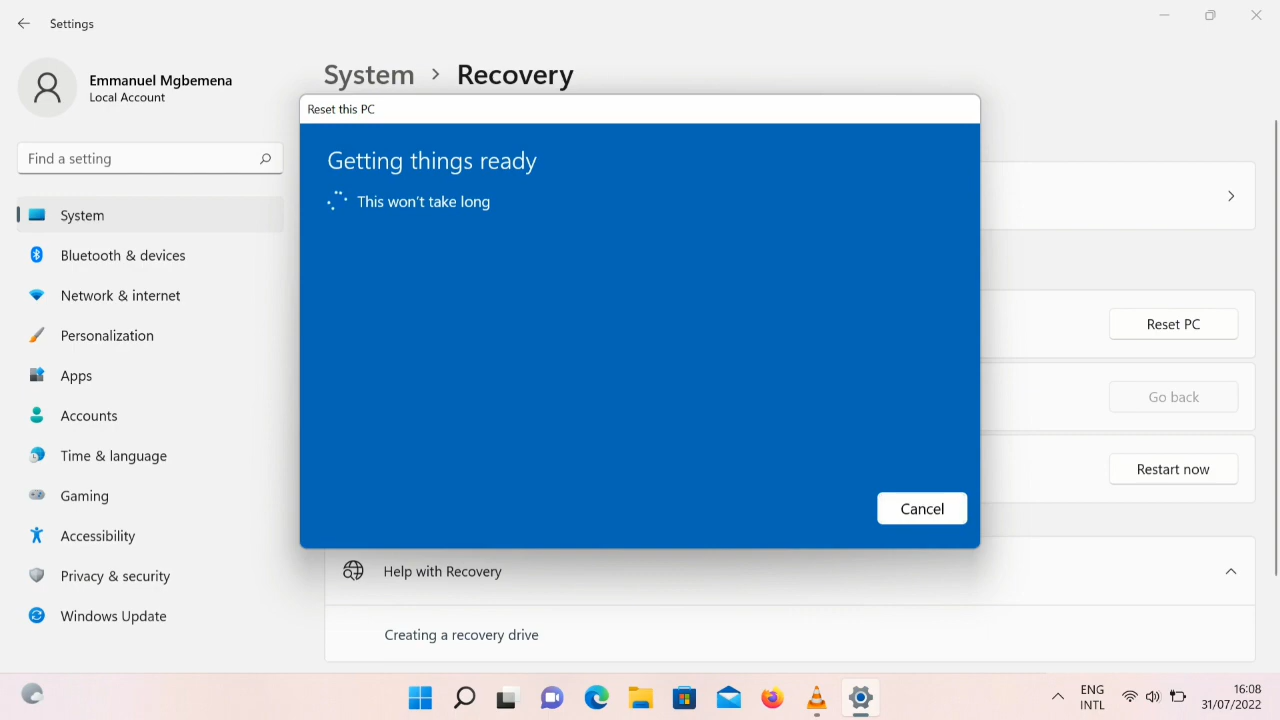 Settings
Emmanuel Mgbemena
Local Account
Find a setting
System
Bluetooth & devices
Network & internet
Personalization
Apps
Accounts
Time & language
Gaming
Accessibility
Privacy & security
Windows Update
System > Recovery
Reset this PC
Getting things ready
This won't take long
Cancel
Reset PC
Go back
Restart now
Help with Recovery
Creating a recovery drive
ENG
INTL
16:08
31/07/2022